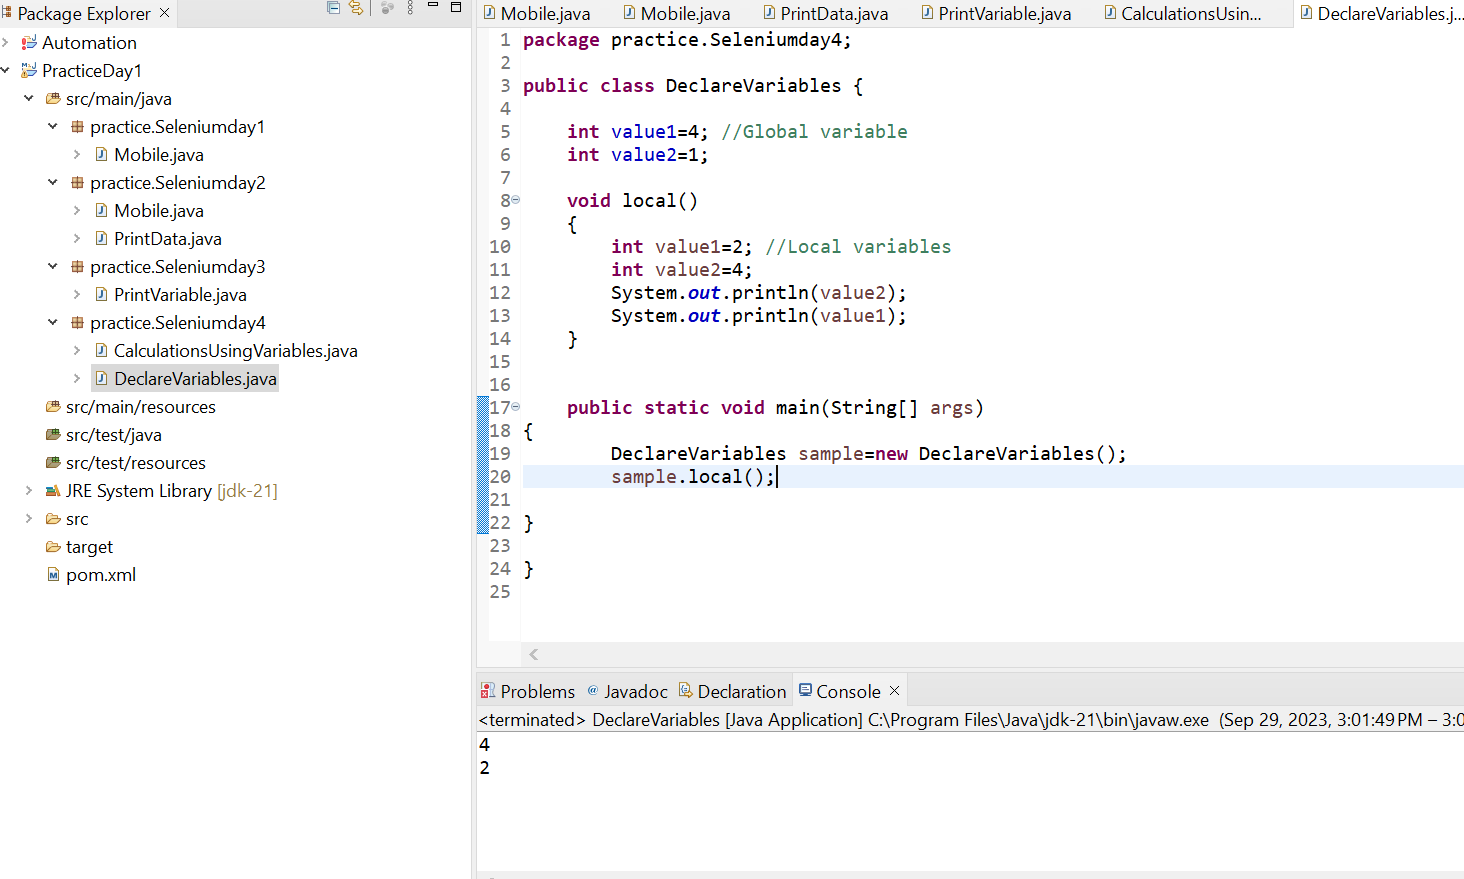 Package Explorer
Automation
PracticeDay1
src/main/java
practice.Seleniumday1
Mobile.java
practice.Seleniumday2
Mobile.java
PrintData.java
practice.Seleniumday3
PrintVariable.java
practice.Seleniumday4
CalculationsUsingVariables.java
DeclareVariables.java
src/main/resources
src/test/java
src/test/resources
JRE System Library [jdk-21]
src
target
pom.xml
Mobile.java Mobile.java PrintData.java PrintVariable.java CalculationsUsin... DeclareVariables.j...
1 package practice.Seleniumday4;
2
3 public class DeclareVariables {
4
5 int value1=4; //Global variable
6 int value2=1;
7
8 void local()
9 {
10 int value1=2; //Local variables
11 int value2=4;
12 System.out.println(value2);
13 System.out.println(value1);
14 }
15
16
17 public static void main(String[] args)
18 {
19 DeclareVariables sample=new DeclareVariables();
20 sample.local();
21
22 }
23
24 }
25
Problems @ Javadoc Declaration Console
<terminated> DeclareVariables [Java Application] C:\Program Files\Java\jdk-21\bin\javaw.exe (Sep 29, 2023, 3:01:49 PM – 3:0
4
2